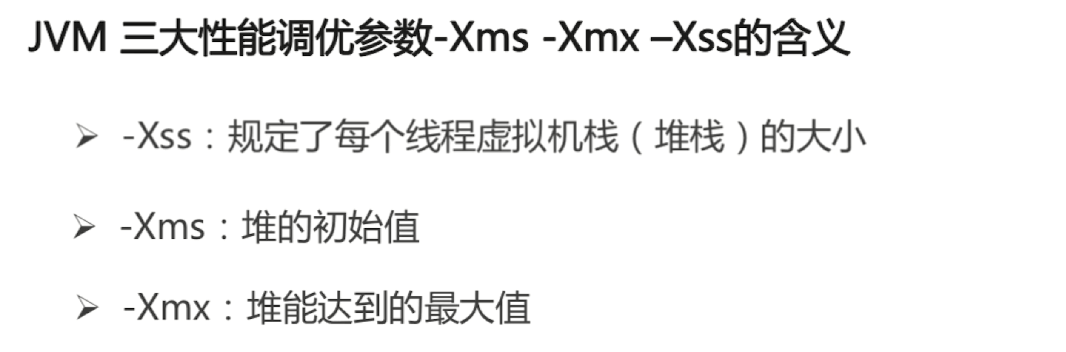 JVM 三大性能调优参数-Xms -Xmx –Xss的含义
➢ -Xss：规定了每个线程虚拟机栈（堆栈）的大小
➢ -Xms：堆的初始值
➢ -Xmx：堆能达到的最大值